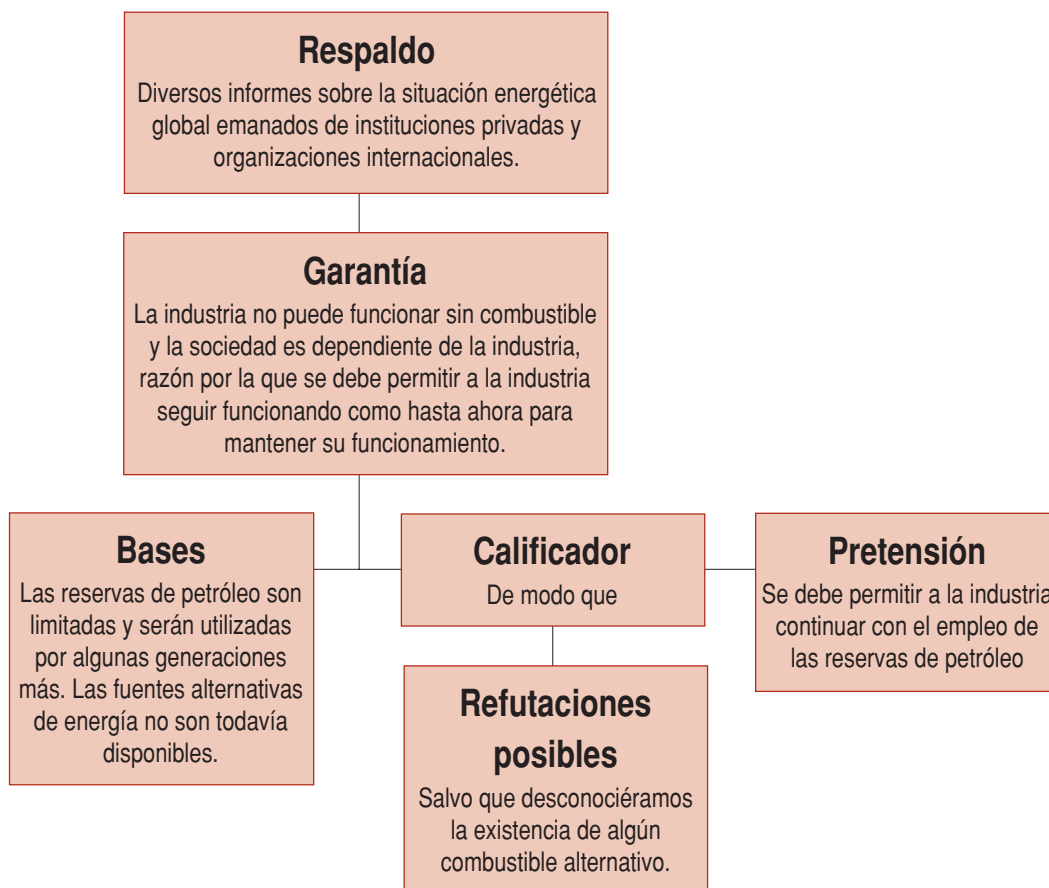 Respaldo
Diversos informes sobre la situación energética
global emanados de instituciones privadas y
organizaciones internacionales.
Garantía
La industria no puede funcionar sin combustible
y la sociedad es dependiente de la industria,
razón por la que se debe permitir a la industria
seguir funcionando como hasta ahora para
mantener su funcionamiento.
Bases
Las reservas de petróleo son
limitadas y serán utilizadas
por algunas generaciones
más. Las fuentes alternativas
de energía no son todavía
disponibles.
Calificador
De modo que
Pretensión
Se debe permitir a la industria
continuar con el empleo de
las reservas de petróleo
Refutaciones
posibles
Salvo que desconociéramos
la existencia de algún
combustible alternativo.